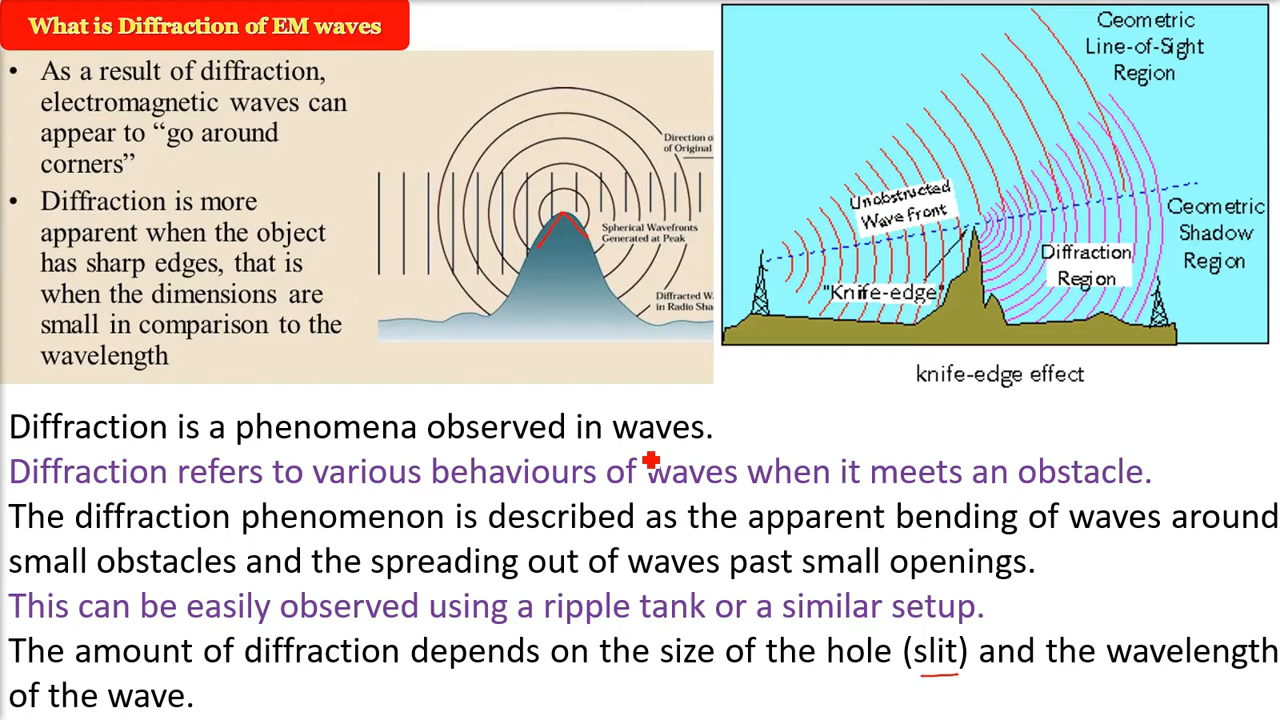 What is Diffraction of EM waves
• As a result of diffraction,
electromagnetic waves can
appear to “go around
corners”
• Diffraction is more
apparent when the object
has sharp edges, that is
when the dimensions are
small in comparison to the
wavelength
Direction o
of Original
Spherical Wavefronts
Generated at Peak
Diffracted W
in Radio Sha
Geometric
Line-of-Sight
Region
Unobstructed
Wave front
"Knife-edge"
Diffraction
Region
Geometric
Shadow
Region
knife-edge effect
Diffraction is a phenomena observed in waves.
Diffraction refers to various behaviours of waves when it meets an obstacle.
The diffraction phenomenon is described as the apparent bending of waves around
small obstacles and the spreading out of waves past small openings.
This can be easily observed using a ripple tank or a similar setup.
The amount of diffraction depends on the size of the hole (slit) and the wavelength
of the wave.